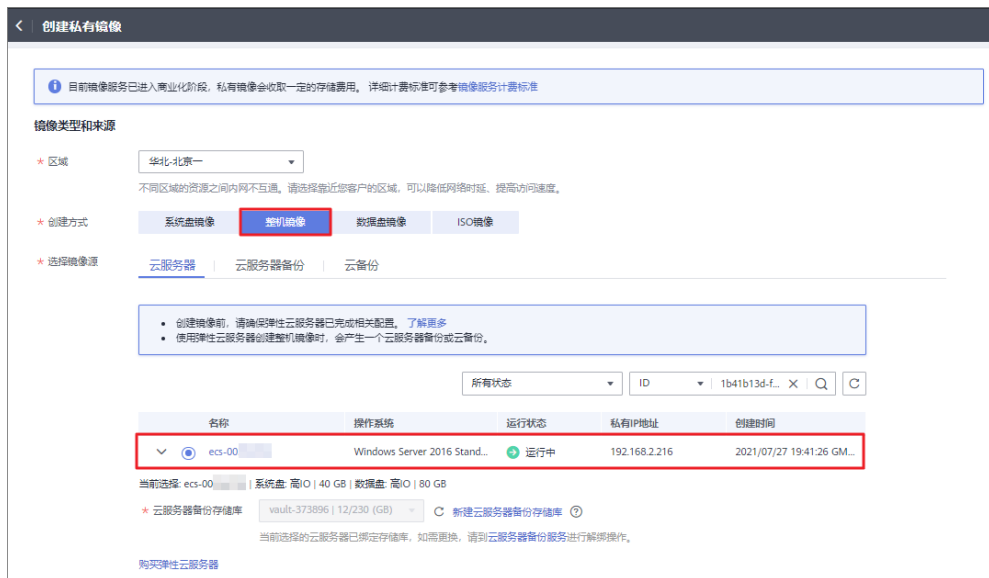 创建私有镜像
目前镜像服务已进入商业化阶段，私有镜像会收取一定的存储费用。 详细计费标准可参考镜像服务计费标准
镜像类型和来源
* 区域 华北-北京一
不同区域的资源之间内网不互通。请选择靠近您客户的区域，可以降低网络时延、提高访问速度。
* 创建方式 系统盘镜像 整机镜像 数据盘镜像 ISO镜像
* 选择镜像源 云服务器 云服务器备份 云备份
• 创建镜像前，请确保弹性云服务器已完成相关配置。 了解更多
• 使用弹性云服务器创建整机镜像时，会产生一个云服务器备份或云备份。
所有状态 ID 1b41b13d-f...
名称 操作系统 运行状态 私有IP地址 创建时间
ecs-00 Windows Server 2016 Stand... 运行中 192.168.2.216 2021/07/27 19:41:26 GM...
当前选择: ecs-00 | 系统盘: 高IO | 40 GB | 数据盘: 高IO | 80 GB
* 云服务器备份存储库 vault-373896 | 12/230 (GB) 新建云服务器备份存储库 ?
当前选择的云服务器已绑定存储库，如需更换，请到云服务器备份服务进行解绑操作。
购买弹性云服务器